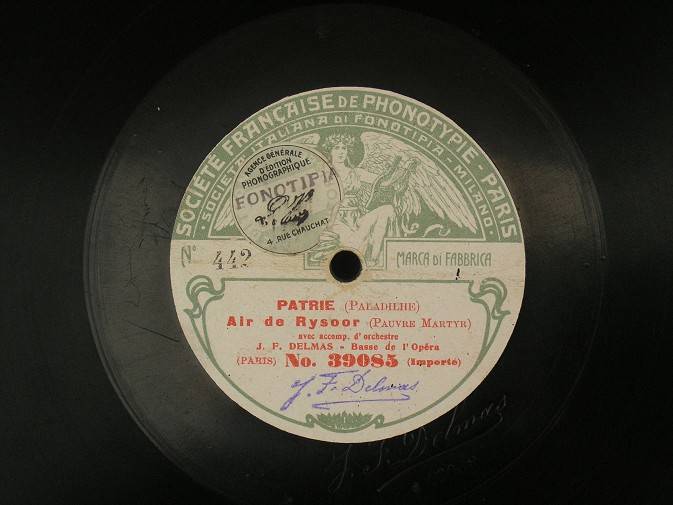 SOCIÉTÉ FRANÇAISE DE PHONOTYPIE - PARIS
· SOCIETÀ ITALIANA DI FONOTIPIA - MILANO ·
AGENCE GÉNÉRALE
D'ÉDITION
PHONOGRAPHIQUE
FONOTIPIA
4, RUE CHAUCHAT
No 442
MARCA DI FABBRICA
PATRIE (PALADILHE)
Air de Rysoor (PAUVRE MARTYR)
avec accomp. d'orchestre
J. F. DELMAS - Basse de l'Opéra
(PARIS) No. 39085 (Importé)
J. F. Delmas
J. F. Delmas